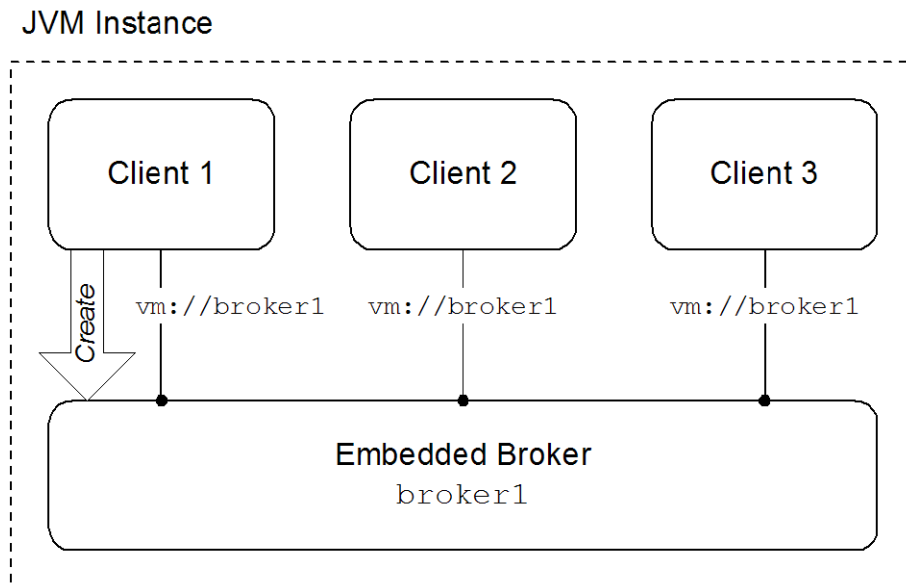 JVM Instance
Client 1
Client 2
Client 3
Create
vm://broker1
vm://broker1
vm://broker1
Embedded Broker
broker1